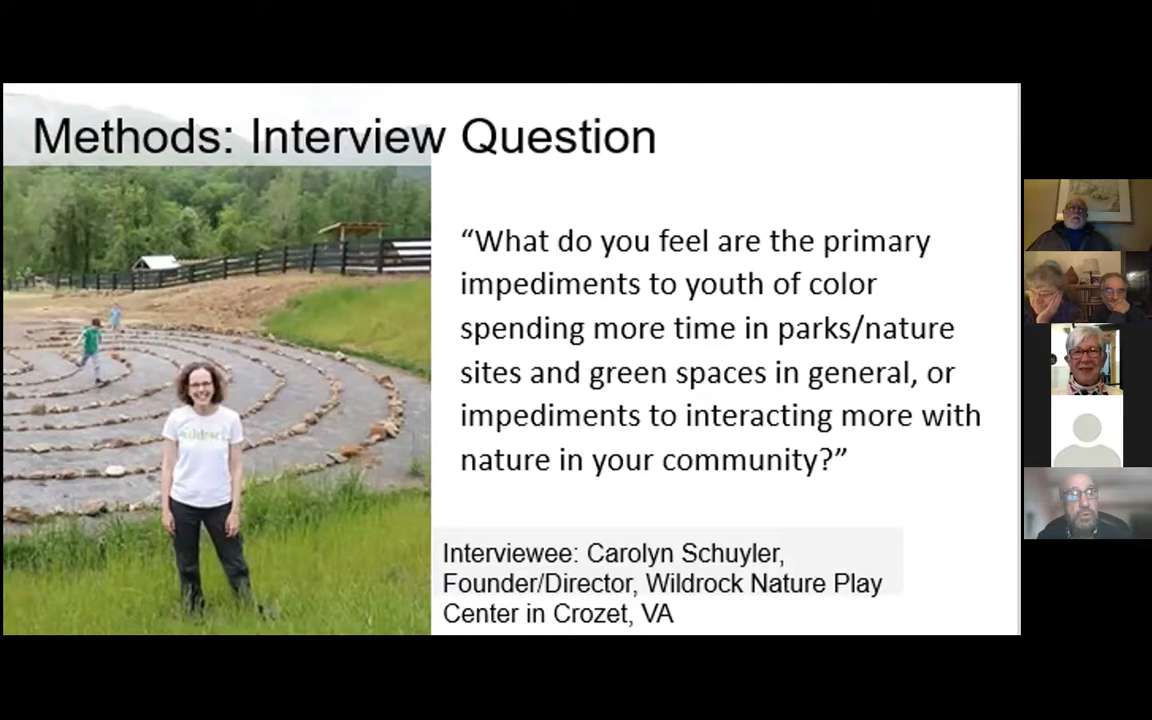 Methods: Interview Question
“What do you feel are the primary
impediments to youth of color
spending more time in parks/nature
sites and green spaces in general, or
impediments to interacting more with
nature in your community?”
Interviewee: Carolyn Schuyler,
Founder/Director, Wildrock Nature Play
Center in Crozet, VA